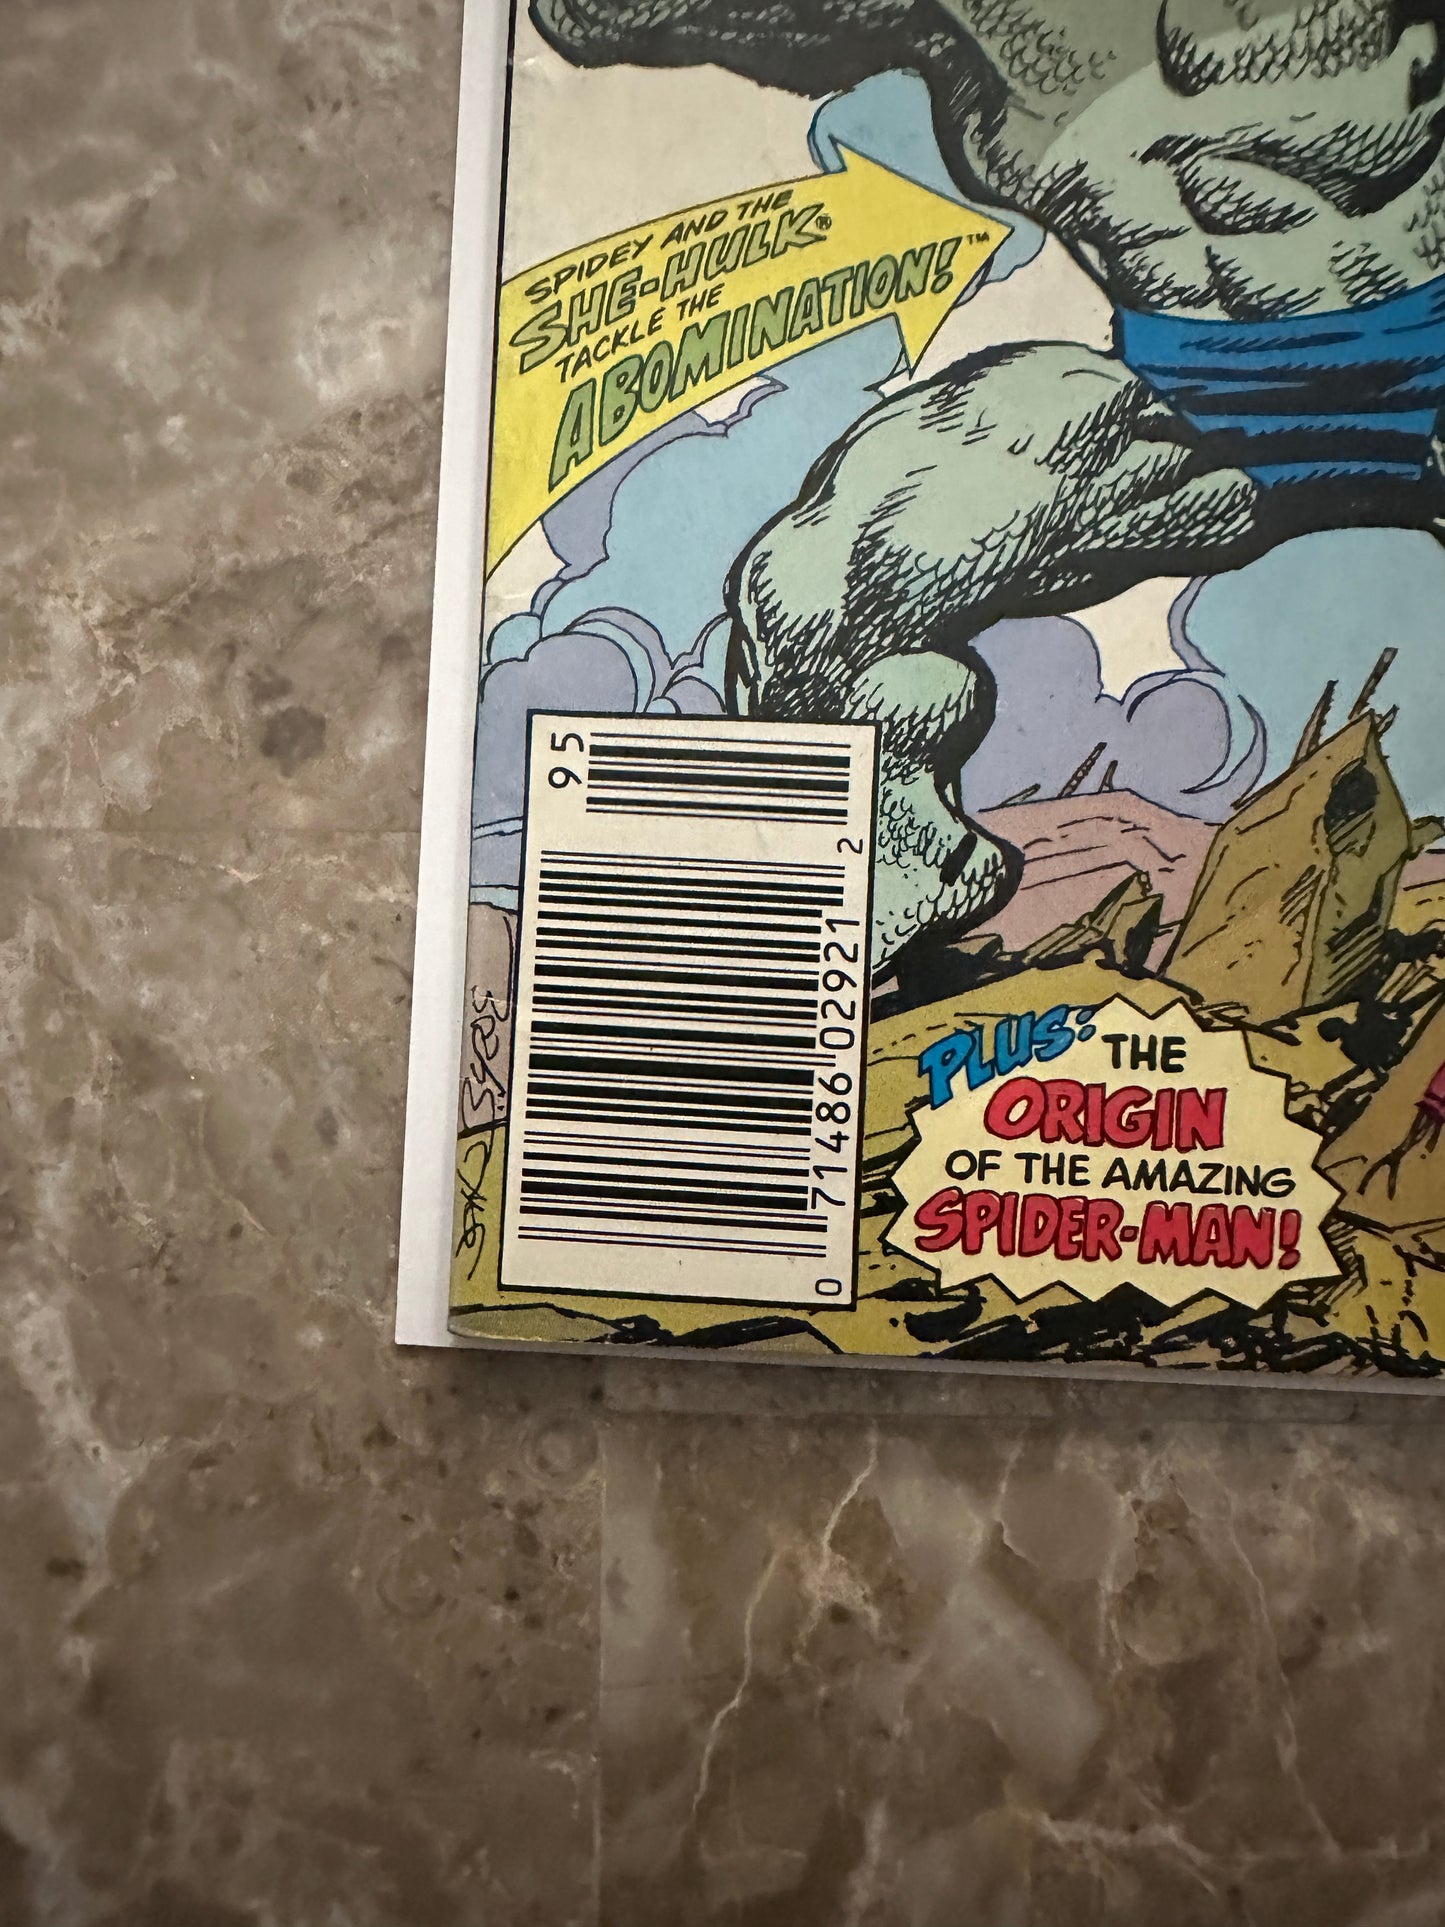 SPIDEY AND THE
SHE-HULK®
TACKLE THE
ABOMINATION!™
95
0 71486 02921 2
PLUS: THE
ORIGIN
OF THE AMAZING
SPIDER-MAN!